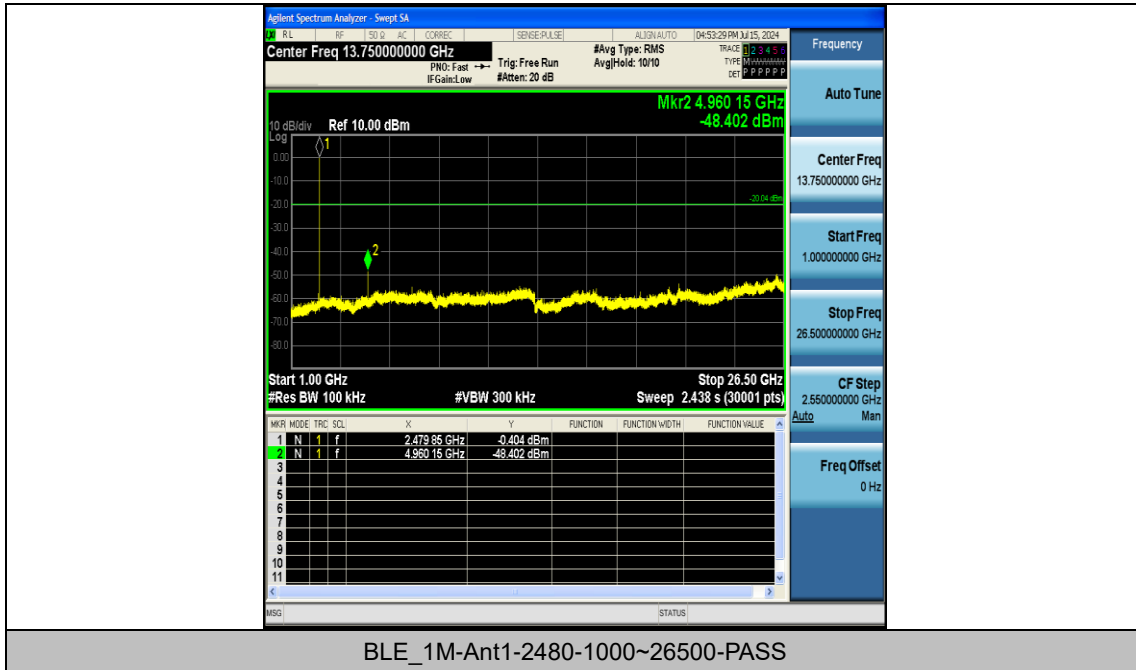 Agilent Spectrum Analyzer - Swept SA
RL RF 50 Ω AC CORREC SENSE:PULSE ALIGNAUTO 04:53:29 PM Jul 15, 2024
Center Freq 13.750000000 GHz
PNO: Fast
IFGain:Low
Trig: Free Run
#Atten: 20 dB
#Avg Type: RMS
Avg|Hold: 10/10
TRACE 1 2 3 4 5 6
TYPE MWWWWW
DET P P P P P P
Frequency
Mkr2 4.960 15 GHz
-48.402 dBm
10 dB/div Ref 10.00 dBm
Log
1
0.00
-10.0
-20.0
-20.04 dBm
-30.0
-40.0
2
-50.0
-60.0
-70.0
-80.0
Start 1.00 GHz Stop 26.50 GHz
#Res BW 100 kHz #VBW 300 kHz Sweep 2.438 s (30001 pts)
MKR MODE TRC SCL X Y FUNCTION FUNCTION WIDTH FUNCTION VALUE
1 N 1 f 2.479 85 GHz -0.404 dBm
2 N 1 f 4.960 15 GHz -48.402 dBm
3
4
5
6
7
8
9
10
11
MSG STATUS
Auto Tune
Center Freq
13.750000000 GHz
Start Freq
1.000000000 GHz
Stop Freq
26.500000000 GHz
CF Step
2.550000000 GHz
Auto Man
Freq Offset
0 Hz
BLE_1M-Ant1-2480-1000~26500-PASS